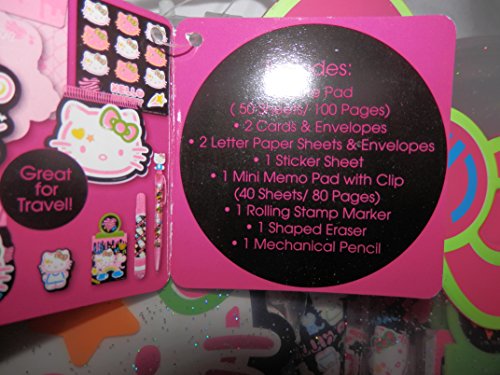 HELLO
Great
for
Travel!
Pad
(50 Sheets/ 100 Pages)
• 2 Cards & Envelopes
• 2 Letter Paper Sheets & Envelopes
• 1 Sticker Sheet
• 1 Mini Memo Pad with Clip
(40 Sheets/ 80 Pages)
• 1 Rolling Stamp Marker
• 1 Shaped Eraser
• 1 Mechanical Pencil